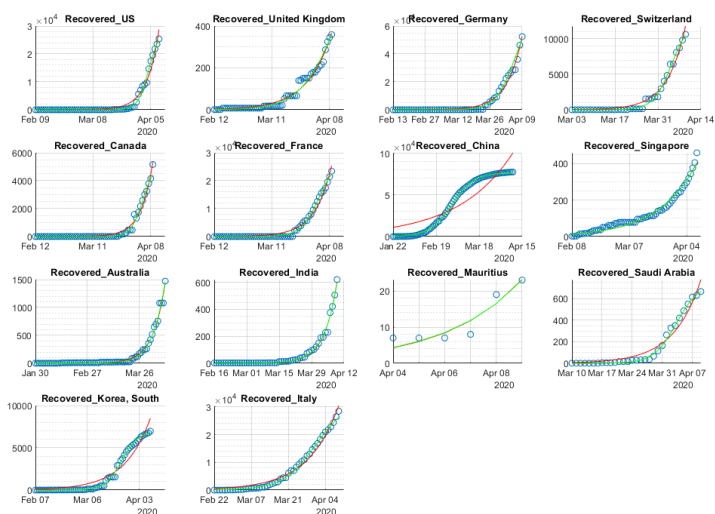 Recovered_US
×10⁴
3
2
1
0
Feb 09 Mar 08 Apr 05
2020
Recovered_United Kingdom
400
200
0
Feb 12 Mar 11 Apr 08
2020
Recovered_Germany
×10⁴
6
4
2
0
Feb 13 Feb 27 Mar 12 Mar 26 Apr 09
2020
Recovered_Switzerland
10000
5000
0
Mar 03 Mar 17 Mar 31 Apr 14
2020
Recovered_Canada
6000
4000
2000
0
Feb 12 Mar 11 Apr 08
2020
Recovered_France
×10⁴
3
2
1
0
Feb 12 Mar 11 Apr 08
2020
Recovered_China
×10⁴
10
5
0
Jan 22 Feb 19 Mar 18 Apr 15
2020
Recovered_Singapore
400
200
0
Feb 08 Mar 07 Apr 04
2020
Recovered_Australia
1500
1000
500
0
Jan 30 Feb 27 Mar 26
2020
Recovered_India
600
400
200
0
Feb 16 Mar 01 Mar 15 Mar 29 Apr 12
2020
Recovered_Mauritius
20
10
0
Apr 04 Apr 06 Apr 08
2020
Recovered_Saudi Arabia
600
400
200
0
Mar 10 Mar 17 Mar 24 Mar 31 Apr 07
2020
Recovered_Korea, South
10000
5000
0
Feb 07 Mar 06 Apr 03
2020
Recovered_Italy
×10⁴
3
2
1
0
Feb 22 Mar 07 Mar 21 Apr 04
2020